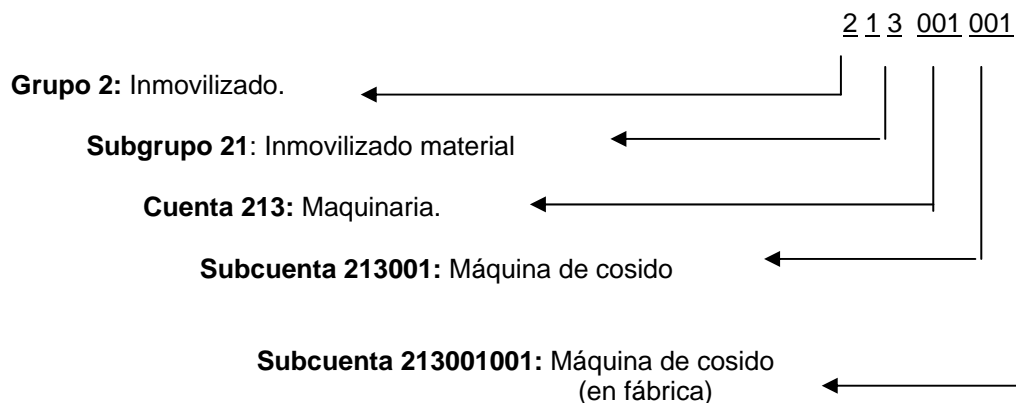 2 1 3 001 001
Grupo 2: Inmovilizado.
Subgrupo 21: Inmovilizado material
Cuenta 213: Maquinaria.
Subcuenta 213001: Máquina de cosido
Subcuenta 213001001: Máquina de cosido
(en fábrica)